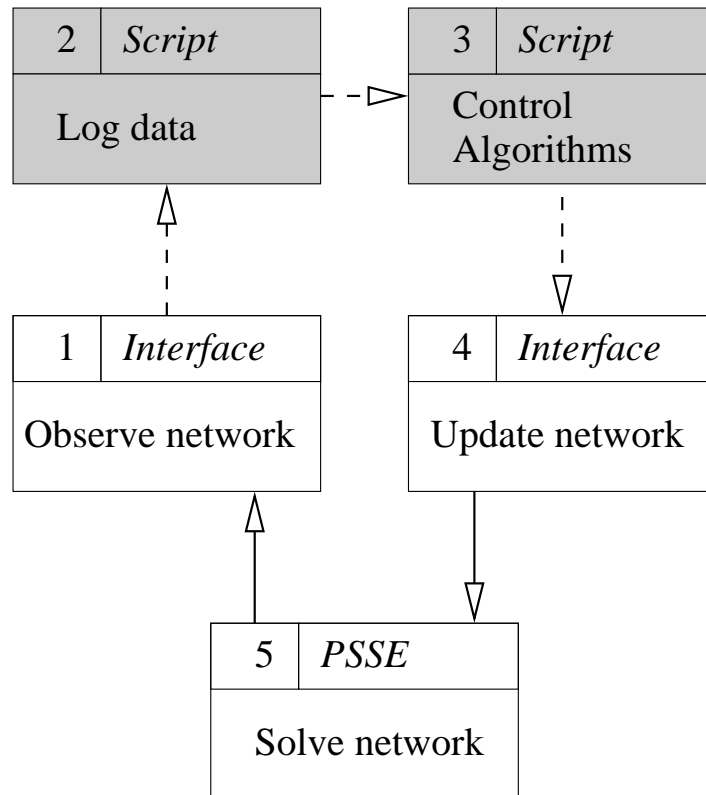 2 Script
Log data
3 Script
Control
Algorithms
1 Interface
Observe network
4 Interface
Update network
5 PSSE
Solve network